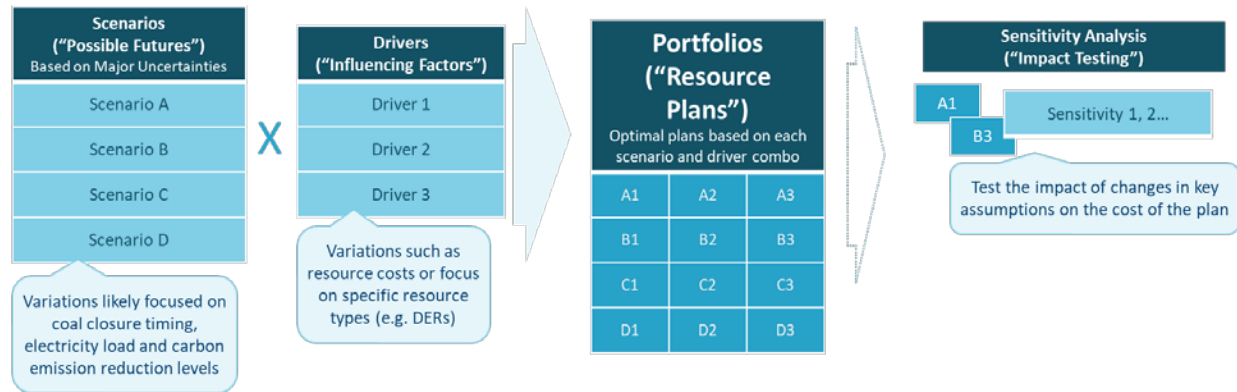 Scenarios
(“Possible Futures”)
Based on Major Uncertainties
Scenario A
Scenario B
Scenario C
Scenario D
Variations likely focused on
coal closure timing,
electricity load and carbon
emission reduction levels
X
Drivers
(“Influencing Factors”)
Driver 1
Driver 2
Driver 3
Variations such as
resource costs or focus
on specific resource
types (e.g. DERs)
Portfolios
(“Resource
Plans”)
Optimal plans based on each
scenario and driver combo
A1 A2 A3
B1 B2 B3
C1 C2 C3
D1 D2 D3
Sensitivity Analysis
(“Impact Testing”)
A1
B3
Sensitivity 1, 2...
Test the impact of changes in key
assumptions on the cost of the plan